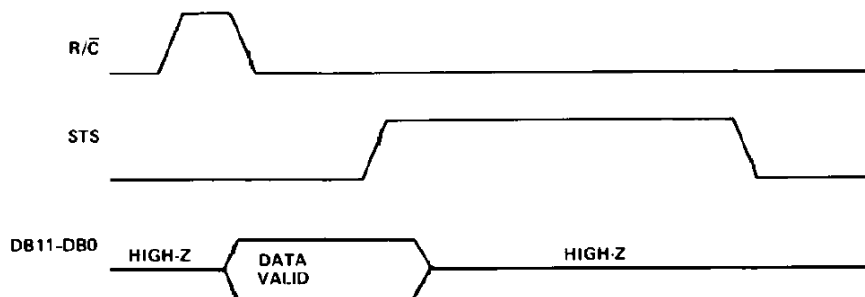 R/C̅
STS
DB11-DB0
HIGH-Z
DATA
VALID
HIGH-Z